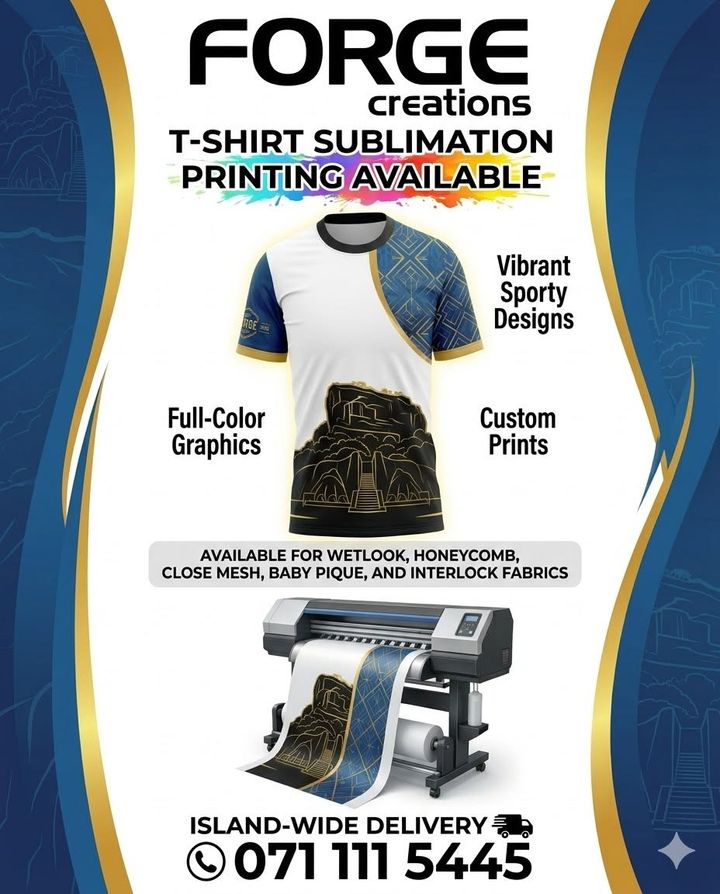 FORGE
creations
T-SHIRT SUBLIMATION
PRINTING AVAILABLE
Vibrant
Sporty
Designs
Full-Color
Graphics
Custom
Prints
AVAILABLE FOR WETLOOK, HONEYCOMB,
CLOSE MESH, BABY PIQUE, AND INTERLOCK FABRICS
ISLAND-WIDE DELIVERY
071 111 5445